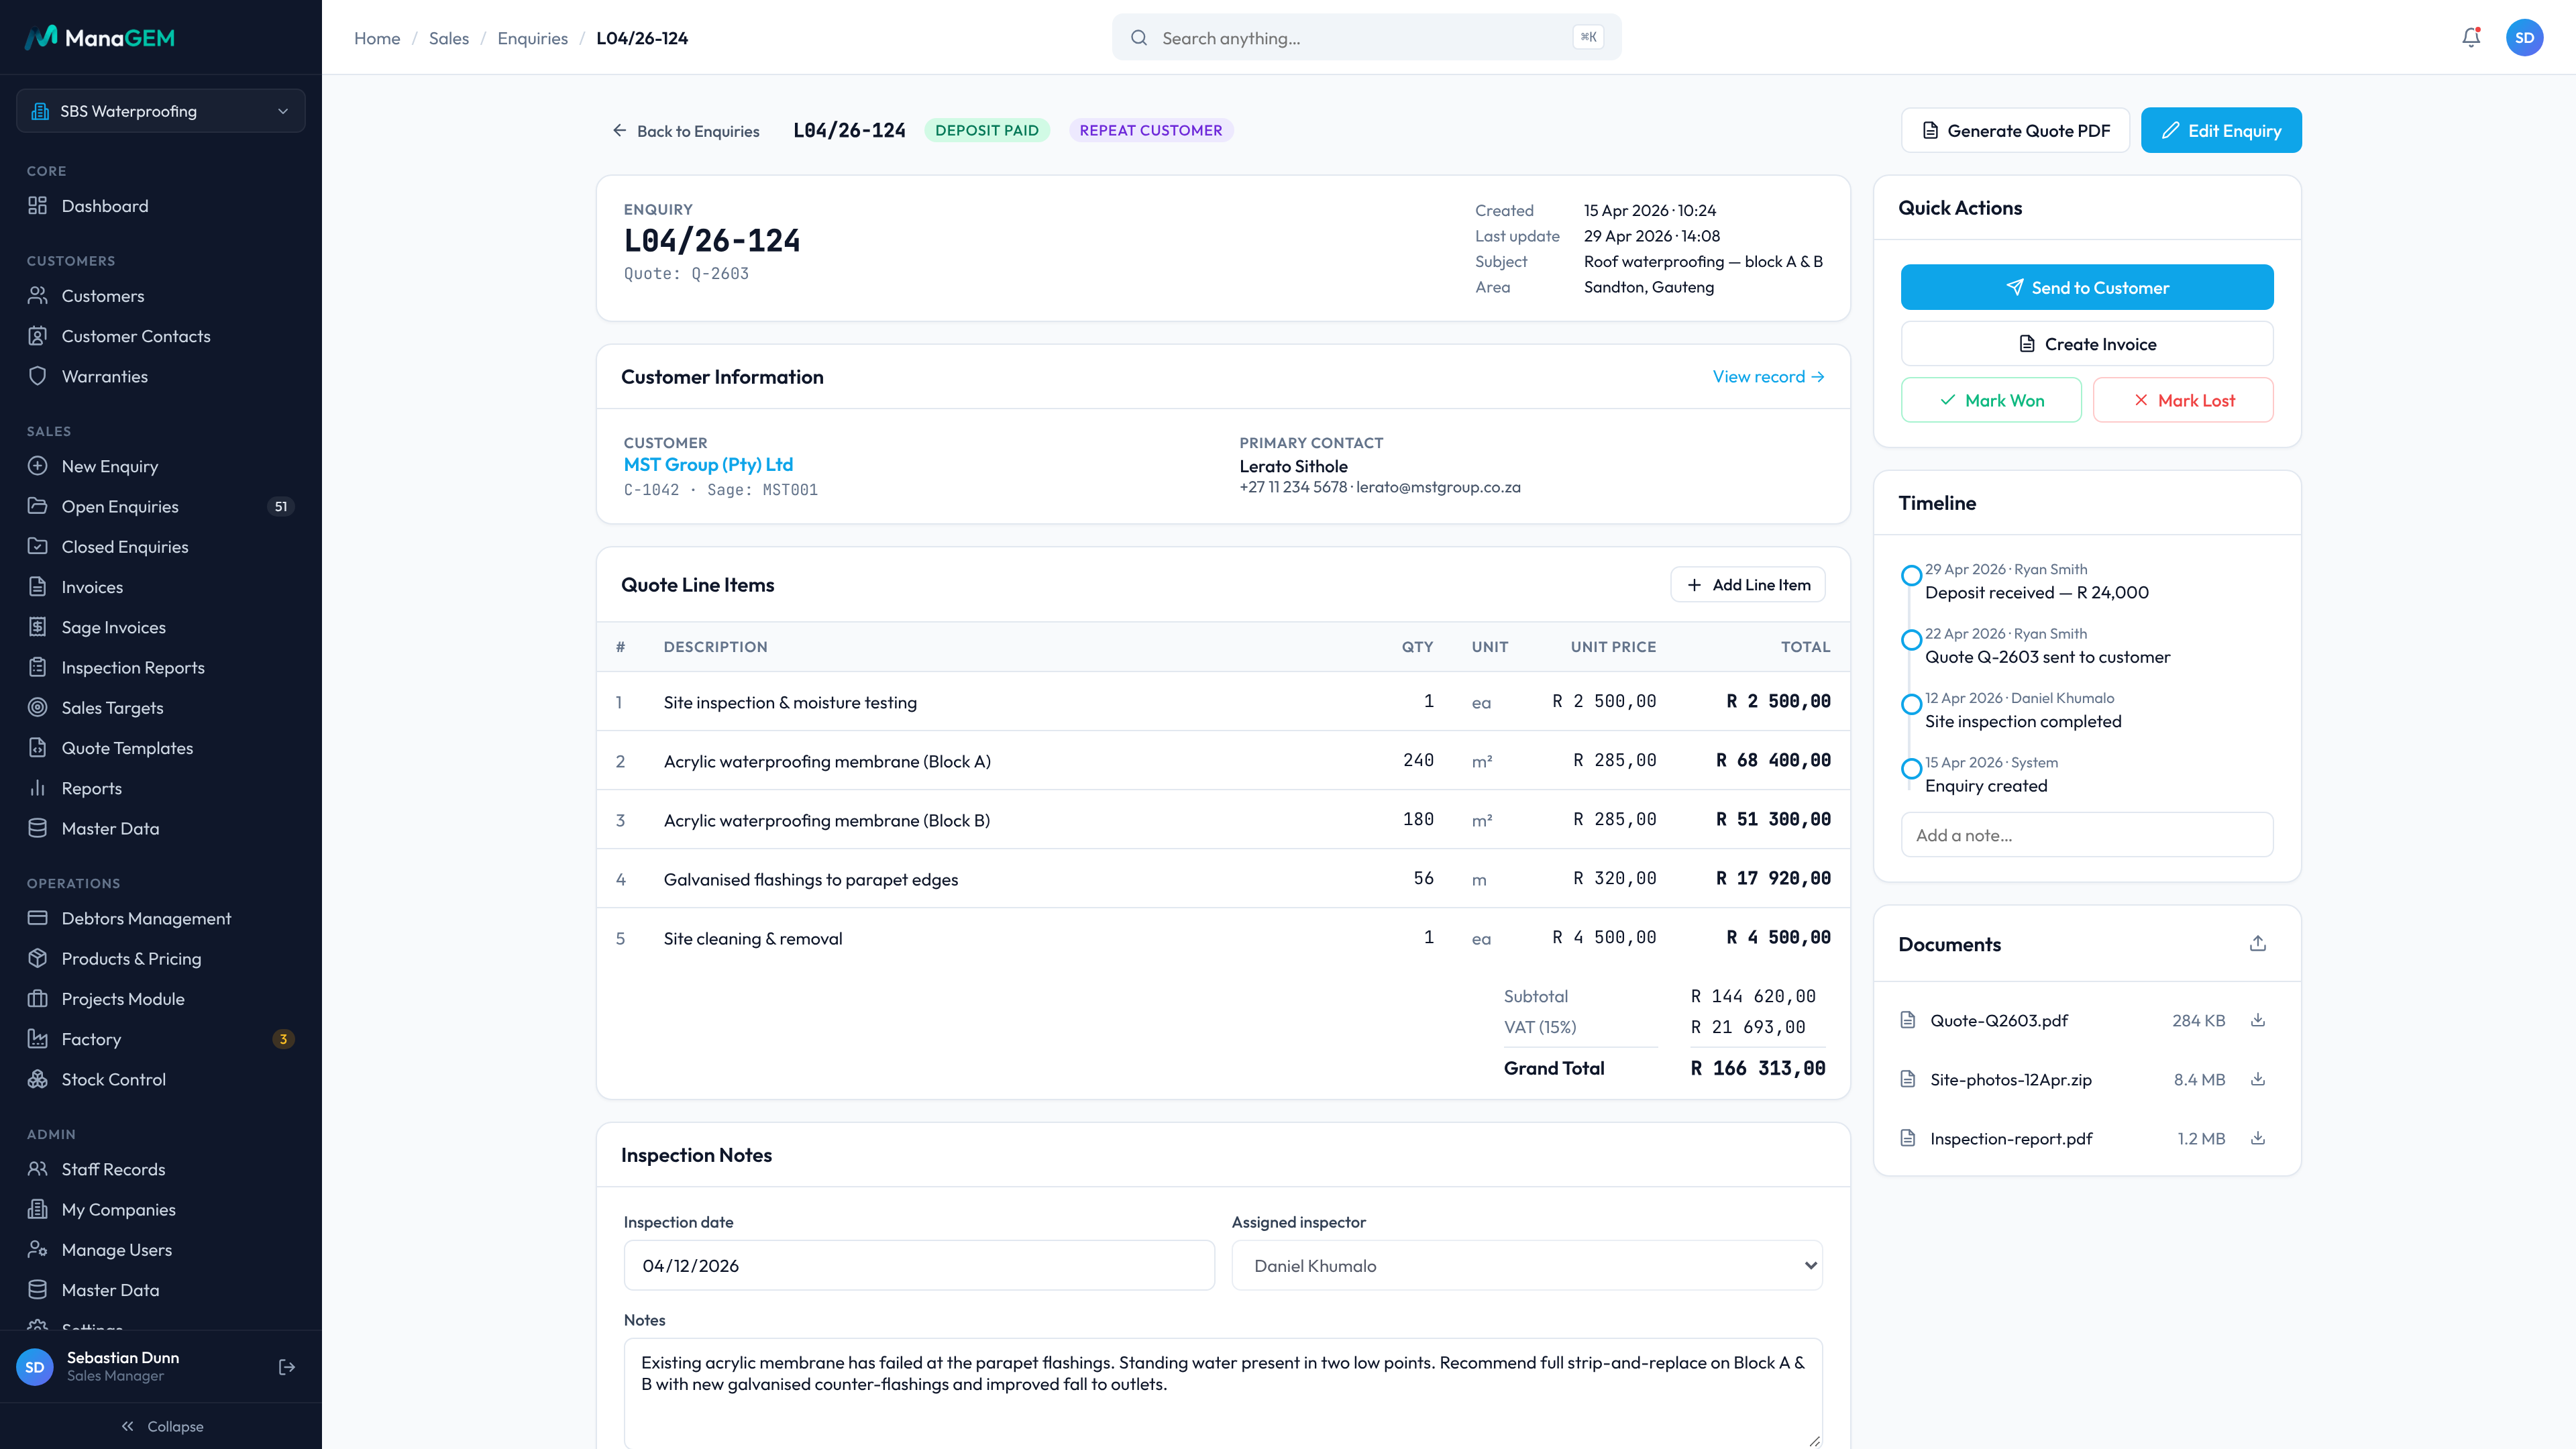 ManaGEM
SBS Waterproofing
CORE
Dashboard
CUSTOMERS
Customers
Customer Contacts
Warranties
SALES
New Enquiry
Open Enquiries 51
Closed Enquiries
Invoices
Sage Invoices
Inspection Reports
Sales Targets
Quote Templates
Reports
Master Data
OPERATIONS
Debtors Management
Products & Pricing
Projects Module
Factory 3
Stock Control
ADMIN
Staff Records
My Companies
Manage Users
Master Data
Settings
SD Sebastian Dunn
Sales Manager
Collapse
Home / Sales / Enquiries / L04/26-124
Search anything... ⌘K
SD
Back to Enquiries L04/26-124 DEPOSIT PAID REPEAT CUSTOMER
Generate Quote PDF Edit Enquiry
ENQUIRY
L04/26-124
Quote: Q-2603
Created 15 Apr 2026 · 10:24
Last update 29 Apr 2026 · 14:08
Subject Roof waterproofing — block A & B
Area Sandton, Gauteng
Customer Information View record →
CUSTOMER
MST Group (Pty) Ltd
C-1042 · Sage: MST001
PRIMARY CONTACT
Lerato Sithole
+27 11 234 5678 · lerato@mstgroup.co.za
Quote Line Items + Add Line Item
# DESCRIPTION QTY UNIT UNIT PRICE TOTAL
1 Site inspection & moisture testing 1 ea R 2 500,00 R 2 500,00
2 Acrylic waterproofing membrane (Block A) 240 m² R 285,00 R 68 400,00
3 Acrylic waterproofing membrane (Block B) 180 m² R 285,00 R 51 300,00
4 Galvanised flashings to parapet edges 56 m R 320,00 R 17 920,00
5 Site cleaning & removal 1 ea R 4 500,00 R 4 500,00
Subtotal R 144 620,00
VAT (15%) R 21 693,00
Grand Total R 166 313,00
Inspection Notes
Inspection date
04/12/2026
Assigned inspector
Daniel Khumalo
Notes
Existing acrylic membrane has failed at the parapet flashings. Standing water present in two low points. Recommend full strip-and-replace on Block A &
B with new galvanised counter-flashings and improved fall to outlets.
Quick Actions
Send to Customer
Create Invoice
Mark Won
Mark Lost
Timeline
29 Apr 2026 · Ryan Smith
Deposit received — R 24,000
22 Apr 2026 · Ryan Smith
Quote Q-2603 sent to customer
12 Apr 2026 · Daniel Khumalo
Site inspection completed
15 Apr 2026 · System
Enquiry created
Add a note...
Documents
Quote-Q2603.pdf 284 KB
Site-photos-12Apr.zip 8.4 MB
Inspection-report.pdf 1.2 MB